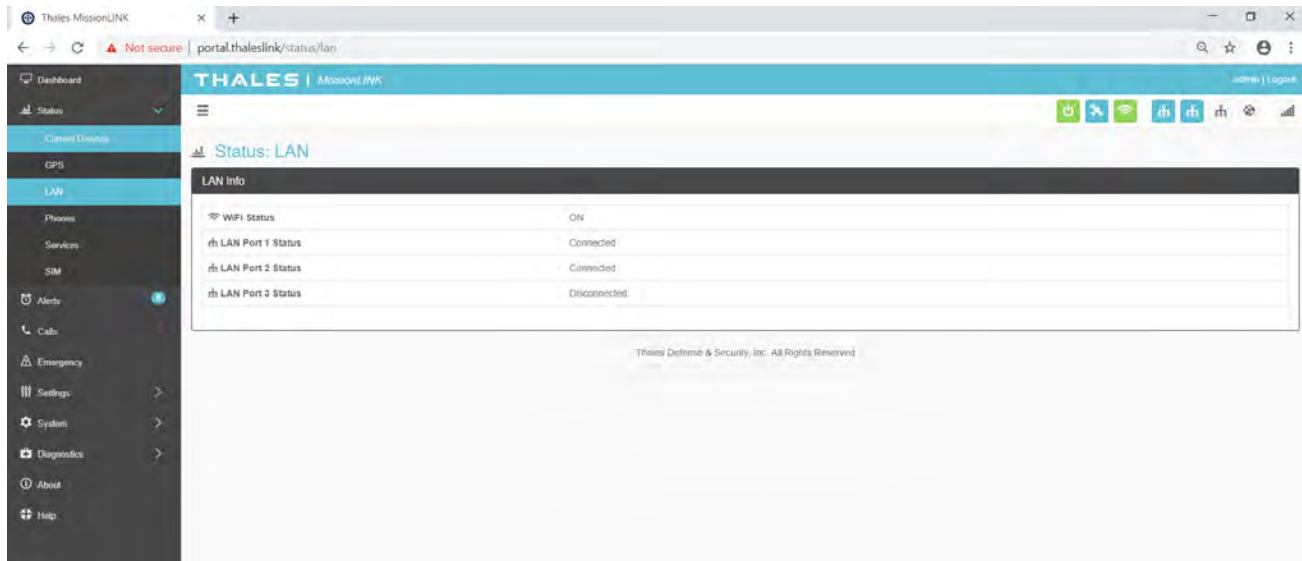 Thales MissionLINK
Not secure | portal.thaleslink/status/lan
Dashboard
THALES | MissionLINK
admin | Logout
Status
Current Devices
Status: LAN
GPS
LAN Info
LAN
WiFi Status ON
Phones
LAN Port 1 Status Connected
Services
LAN Port 2 Status Connected
SIM
LAN Port 3 Status Disconnected
Alerts
Calls
Thales Defense & Security, Inc. All Rights Reserved
Emergency
Settings
System
Diagnostics
About
Help